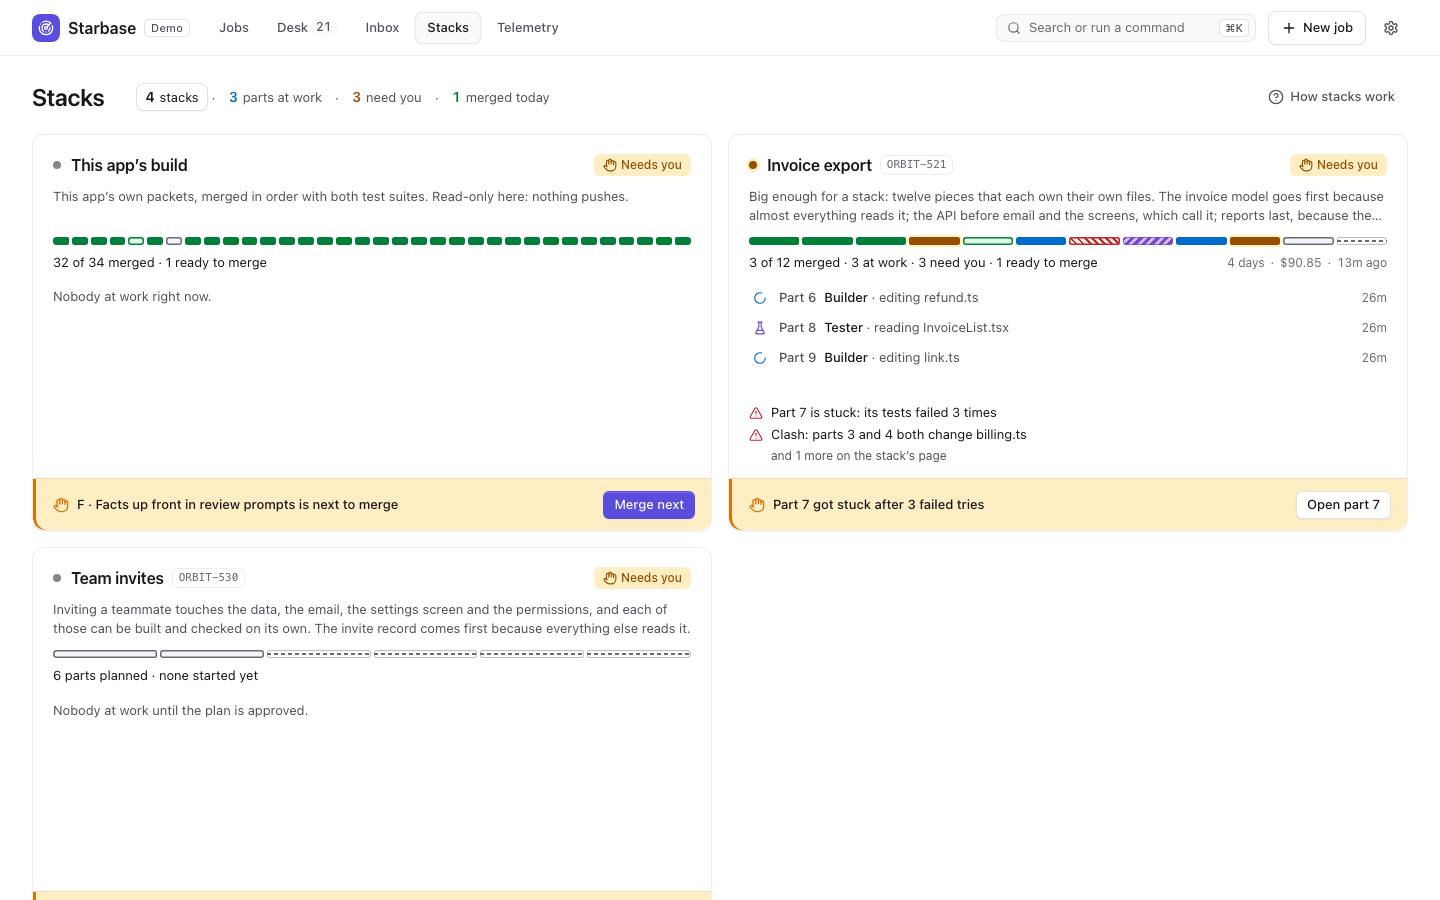 Starbase
Demo
Jobs
Desk 21
Inbox
Stacks
Telemetry
Search or run a command
⌘K
New job
Stacks
4 stacks · 3 parts at work · 3 need you · 1 merged today
How stacks work
This app’s build
Needs you
This app’s own packets, merged in order with both test suites. Read-only here: nothing pushes.
32 of 34 merged · 1 ready to merge
Nobody at work right now.
F · Facts up front in review prompts is next to merge
Merge next
Invoice export
ORBIT-521
Needs you
Big enough for a stack: twelve pieces that each own their own files. The invoice model goes first because
almost everything reads it; the API before email and the screens, which call it; reports last, because the…
3 of 12 merged · 3 at work · 3 need you · 1 ready to merge
4 days · $90.85 · 13m ago
Part 6 Builder · editing refund.ts 26m
Part 8 Tester · reading InvoiceList.tsx 26m
Part 9 Builder · editing link.ts 26m
Part 7 is stuck: its tests failed 3 times
Clash: parts 3 and 4 both change billing.ts
and 1 more on the stack’s page
Part 7 got stuck after 3 failed tries
Open part 7
Team invites
ORBIT-530
Needs you
Inviting a teammate touches the data, the email, the settings screen and the permissions, and each of
those can be built and checked on its own. The invite record comes first because everything else reads it.
6 parts planned · none started yet
Nobody at work until the plan is approved.